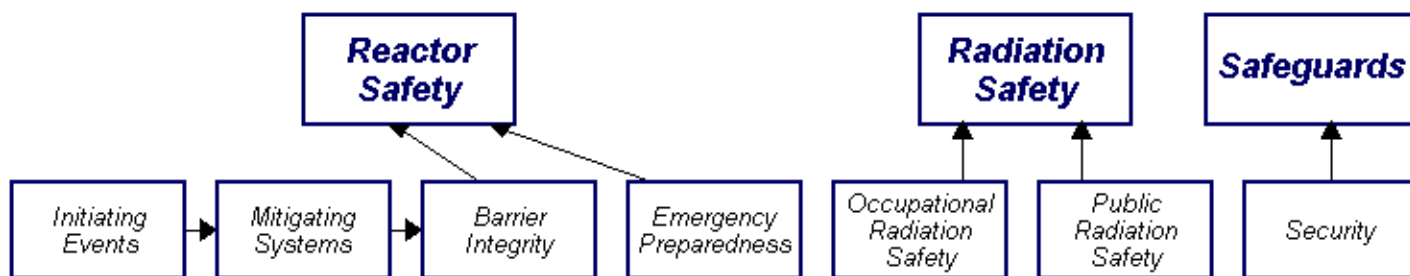 Reactor
Safety
Radiation
Safety
Safeguards
Initiating
Events
Mitigating
Systems
Barrier
Integrity
Emergency
Preparedness
Occupational
Radiation
Safety
Public
Radiation
Safety
Security